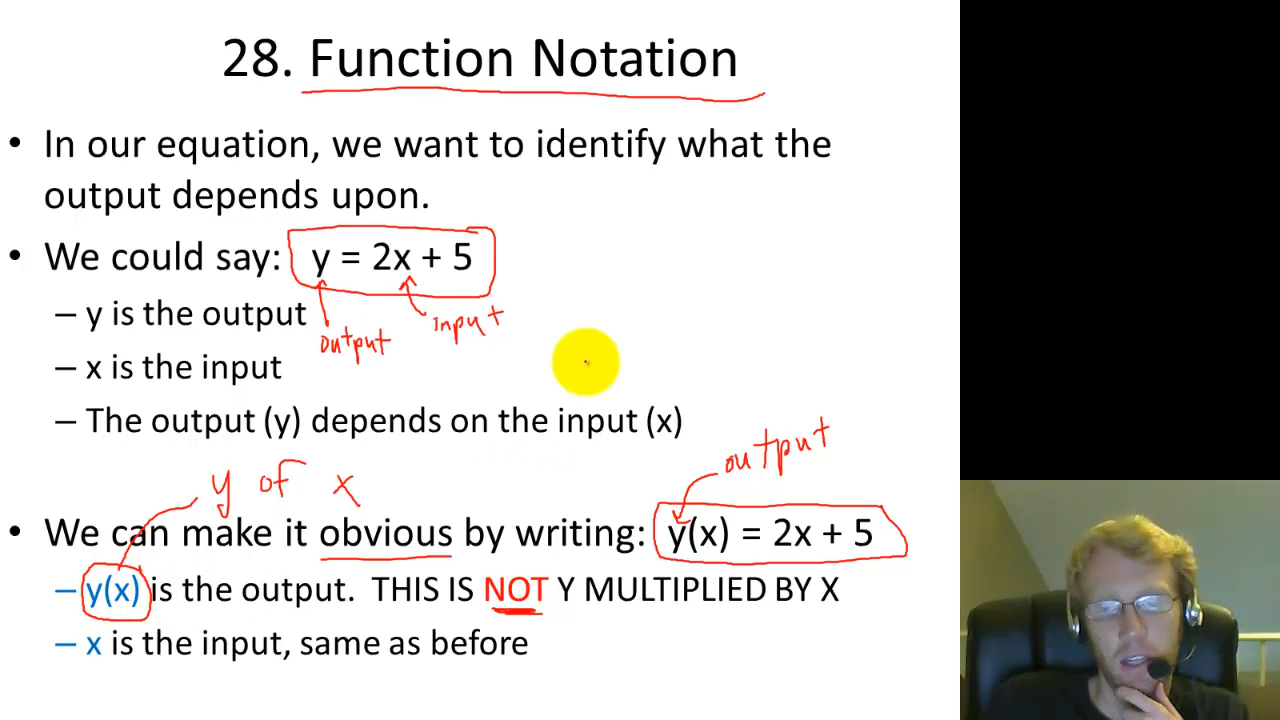 28. Function Notation
• In our equation, we want to identify what the
output depends upon.
• We could say: y = 2x + 5
– y is the output
output
input
– x is the input
– The output (y) depends on the input (x)
output
y of x
• We can make it obvious by writing: y(x) = 2x + 5
– y(x) is the output. THIS IS NOT Y MULTIPLIED BY X
– x is the input, same as before